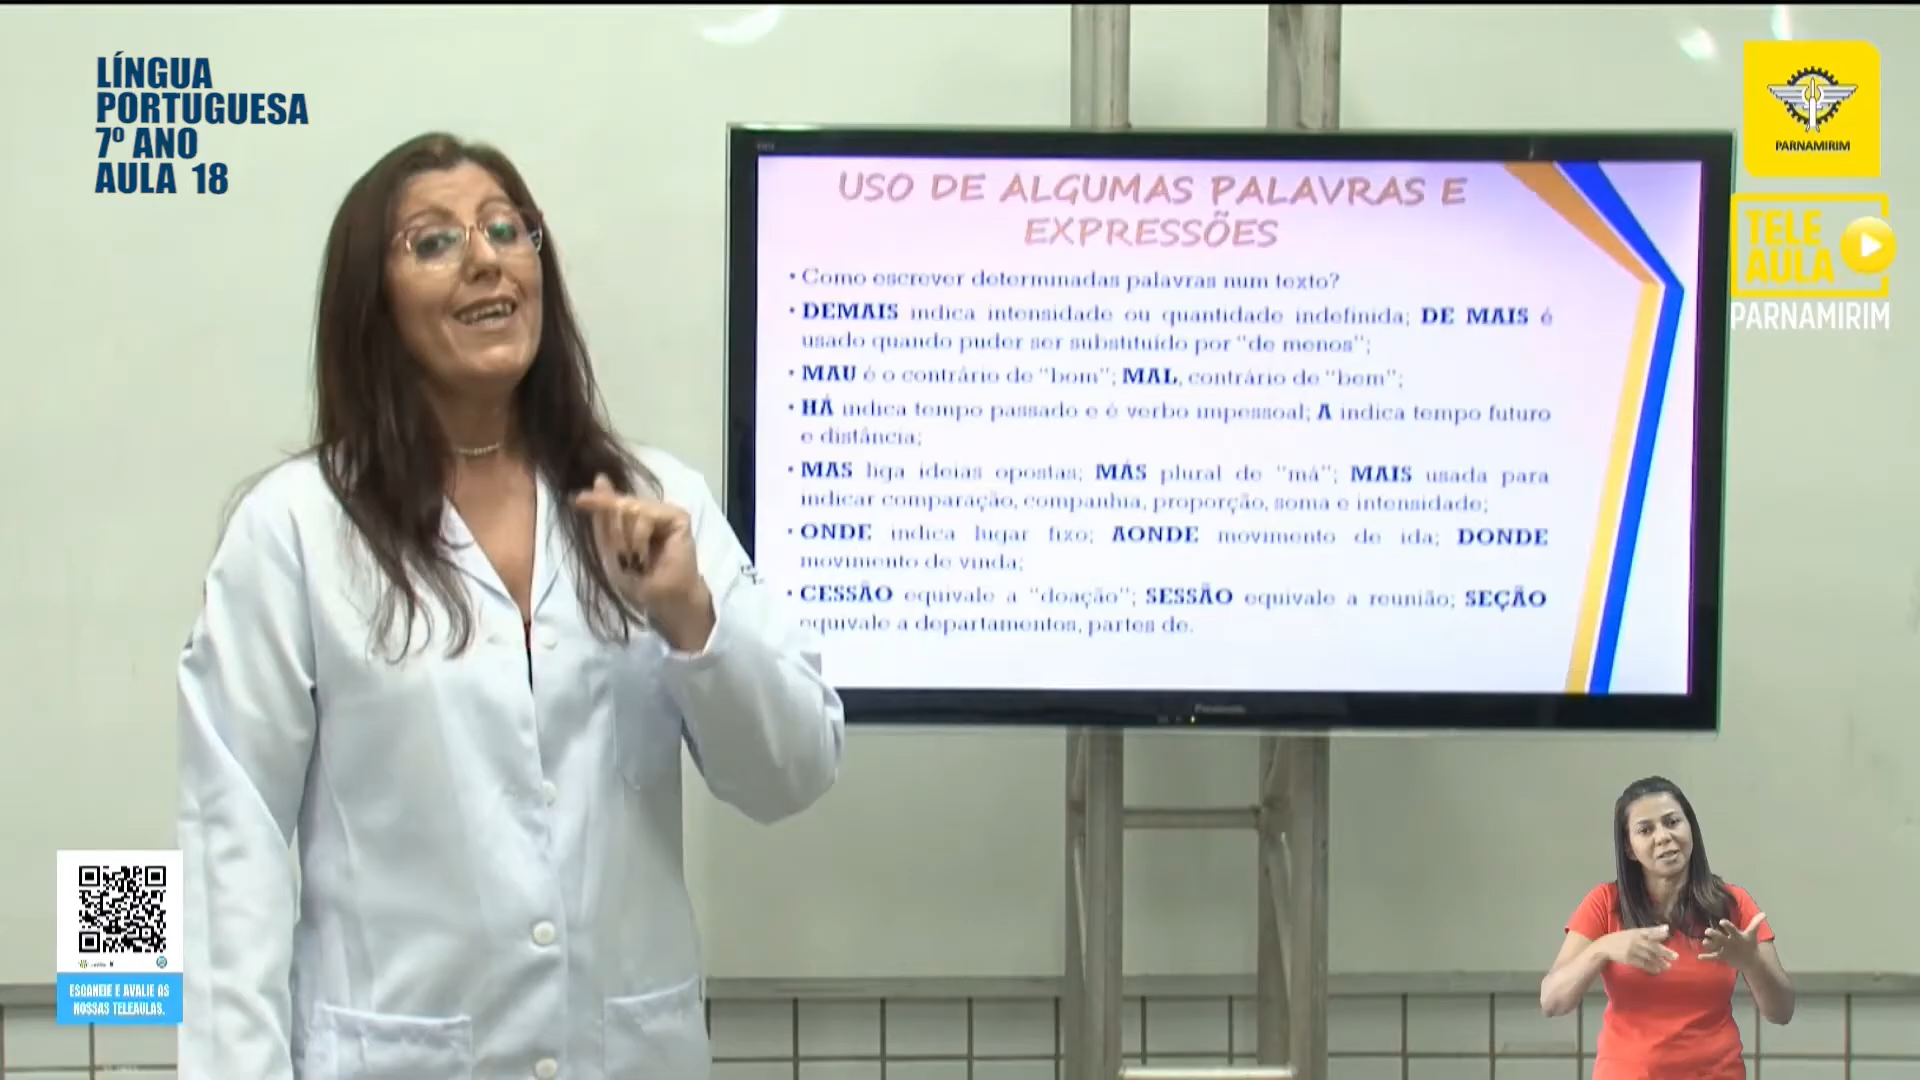 LÍNGUA
PORTUGUESA
7º ANO
AULA 18
PARNAMIRIM
TELE
AULA
PARNAMIRIM
USO DE ALGUMAS PALAVRAS E
EXPRESSÕES
• Como escrever determinadas palavras num texto?
• DEMAIS indica intensidade ou quantidade indefinida; DE MAIS é
usado quando puder ser substituído por "de menos";
• MAU é o contrário de "bom"; MAL, contrário de "bem";
• HÁ indica tempo passado e é verbo impessoal; A indica tempo futuro
e distância;
• MAS liga ideias opostas; MÁS plural de "má"; MAIS usada para
indicar comparação, companhia, proporção, soma e intensidade;
• ONDE indica lugar fixo; AONDE movimento de ida; DONDE
movimento de vinda;
• CESSÃO equivale a "doação"; SESSÃO equivale a reunião; SEÇÃO
equivale a departamentos, partes de.
Panasonic
ESCANEIE E AVALIE AS
NOSSAS TELEAULAS.